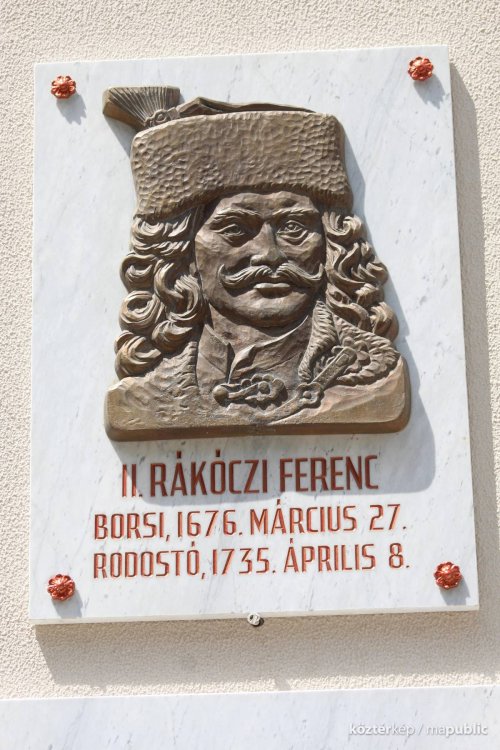 II. RÁKÓCZI FERENC
BORSI, 1676. MÁRCIUS 27.
RODOSTÓ, 1735. ÁPRILIS 8.
köztérkép / mapublic